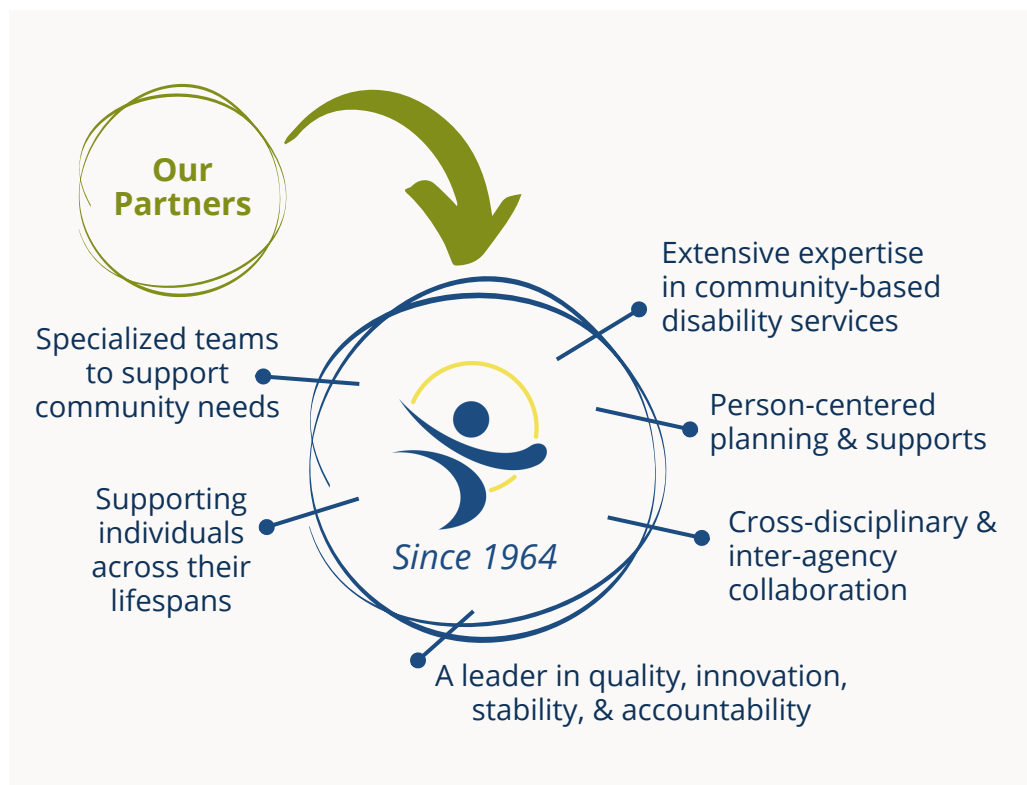 Our
Partners
Extensive expertise
in community-based
disability services
Specialized teams
to support
community needs
Person-centered
planning & supports
Supporting
individuals
across their
lifespans
Cross-disciplinary &
inter-agency
collaboration
Since 1964
A leader in quality, innovation,
stability, & accountability